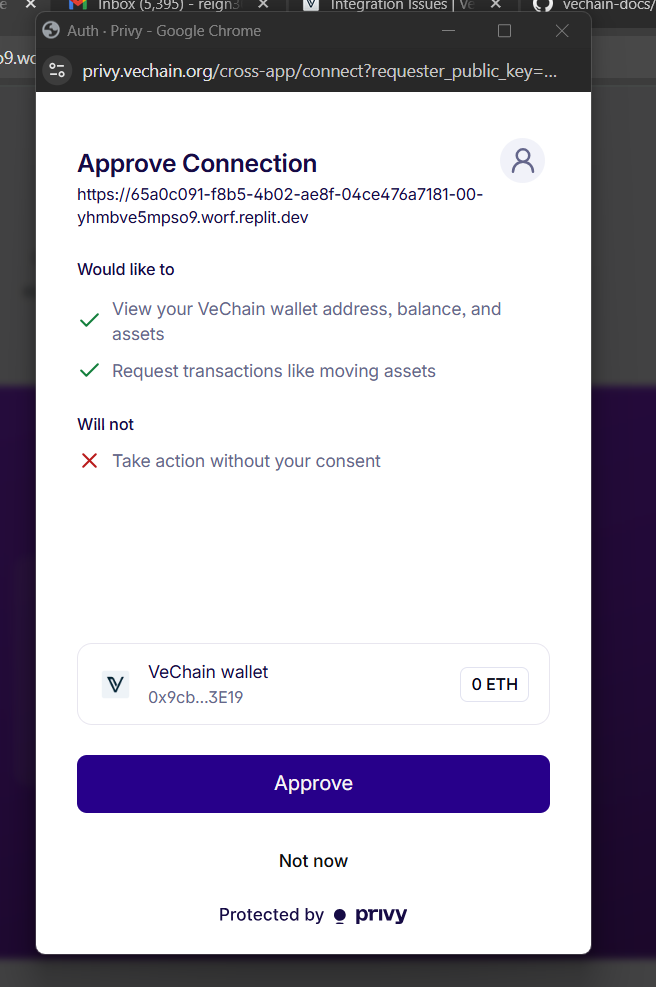 Inbox (5,395) - reign3
Integration Issues | Ve
vechain-docs/
Auth · Privy - Google Chrome
privy.vechain.org/cross-app/connect?requester_public_key=...
Approve Connection
https://65a0c091-f8b5-4b02-ae8f-04ce476a7181-00-
yhmbve5mpso9.worf.replit.dev
Would like to
View your VeChain wallet address, balance, and
assets
Request transactions like moving assets
Will not
Take action without your consent
VeChain wallet
0x9cb...3E19
0 ETH
Approve
Not now
Protected by privy